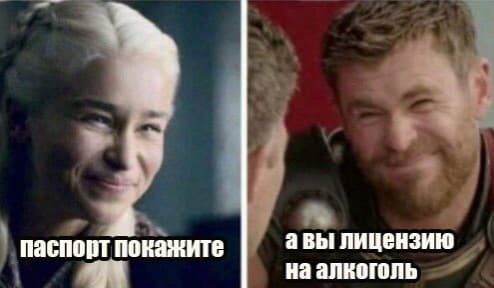 паспорт покажите
а вы лицензию
на алкоголь